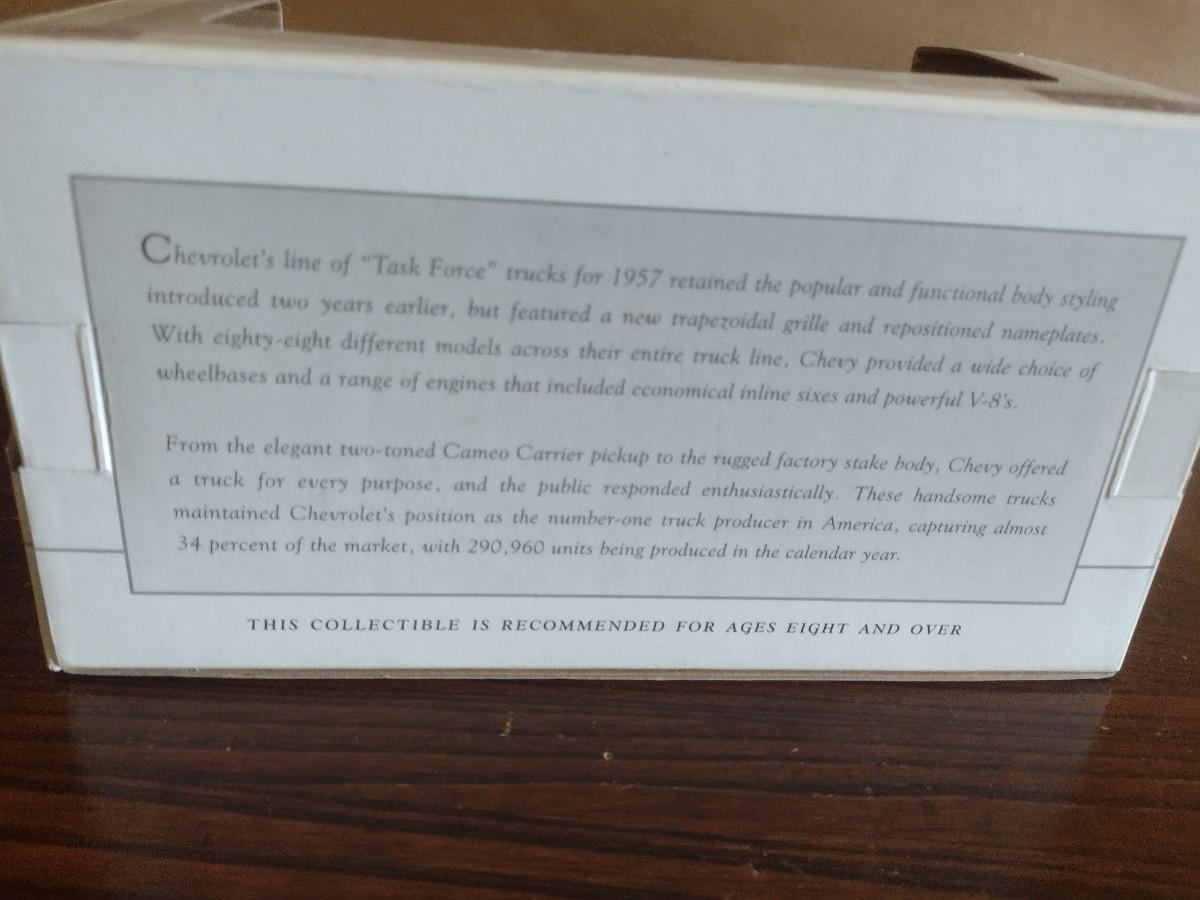 Chevrolet's line of "Task Force" trucks for 1957 retained the popular and functional body styling
introduced two years earlier, but featured a new trapezoidal grille and repositioned nameplates.
With eighty-eight different models across their entire truck line, Chevy provided a wide choice of
wheelbases and a range of engines that included economical inline sixes and powerful V-8's.
From the elegant two-toned Cameo Carrier pickup to the rugged factory stake body, Chevy offered
a truck for every purpose, and the public responded enthusiastically. These handsome trucks
maintained Chevrolet's position as the number-one truck producer in America, capturing almost
34 percent of the market, with 290,960 units being produced in the calendar year.
THIS COLLECTIBLE IS RECOMMENDED FOR AGES EIGHT AND OVER